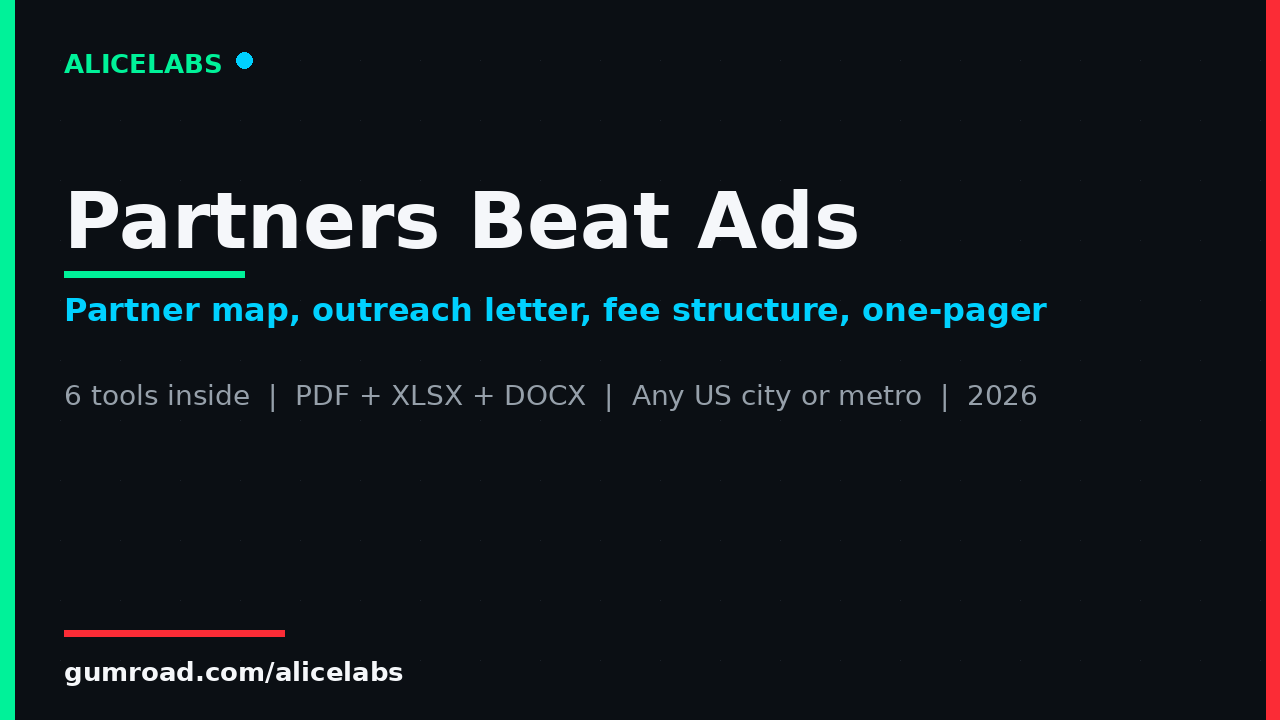 ALICELABS
Partners Beat Ads
Partner map, outreach letter, fee structure, one-pager
6 tools inside | PDF + XLSX + DOCX | Any US city or metro | 2026
gumroad.com/alicelabs